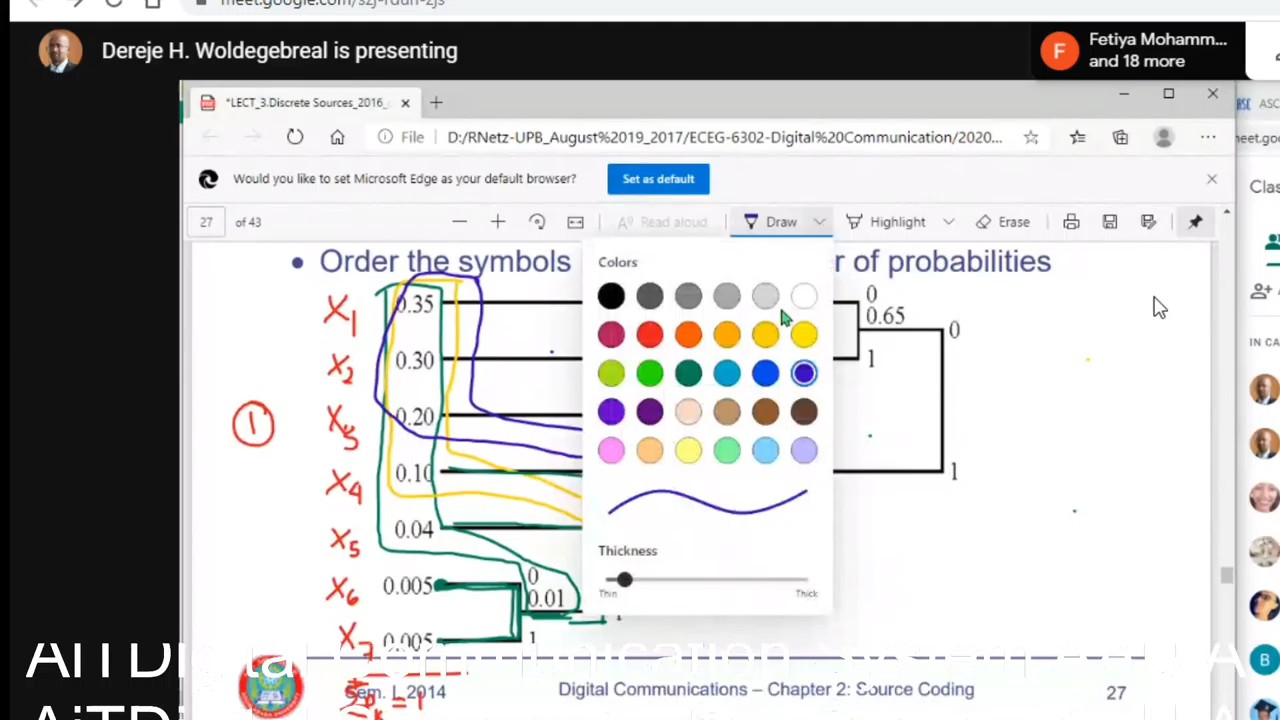 Dereje H. Woldegebreal is presenting
Fetiya Mohamm...
and 18 more
*LECT_3.Discrete Sources_2016_
File D:/RNetz-UPB_August%2019_2017/ECEG-6302-Digital%20Communication/2020...
ASC
Would you like to set Microsoft Edge as your default browser? Set as default
27 of 43 Read aloud Draw Highlight Erase
Order the symbols r of probabilities
Colors
X1 0.35 0
0.65 0
X2 0.30 1
1 X3 0.20
X4 0.10 1
X5 0.04
Thickness
Thin Thick
X6 0.005 0
0.01
X7 0.005 1
IN CA
B
Sem. I, 2014 Digital Communications – Chapter 2: Source Coding 27
= 1